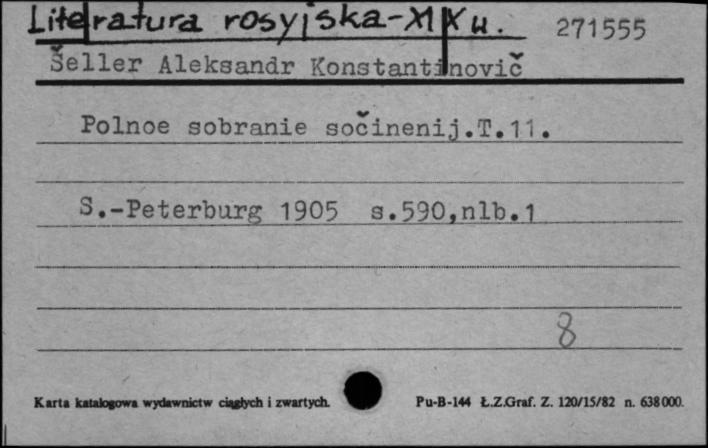 Literatura rosyjska-XIX w. 271555
Šeller Aleksandr Konstantinovič
Polnoe sobranie sočinenij.T.11.
S.-Peterburg 1905 s.590,nlb.1
8
Karta katalogowa wydawnictw ciągłych i zwartych. Pu-B-144 Ł.Z.Graf. Z. 120/15/82 n. 638000.